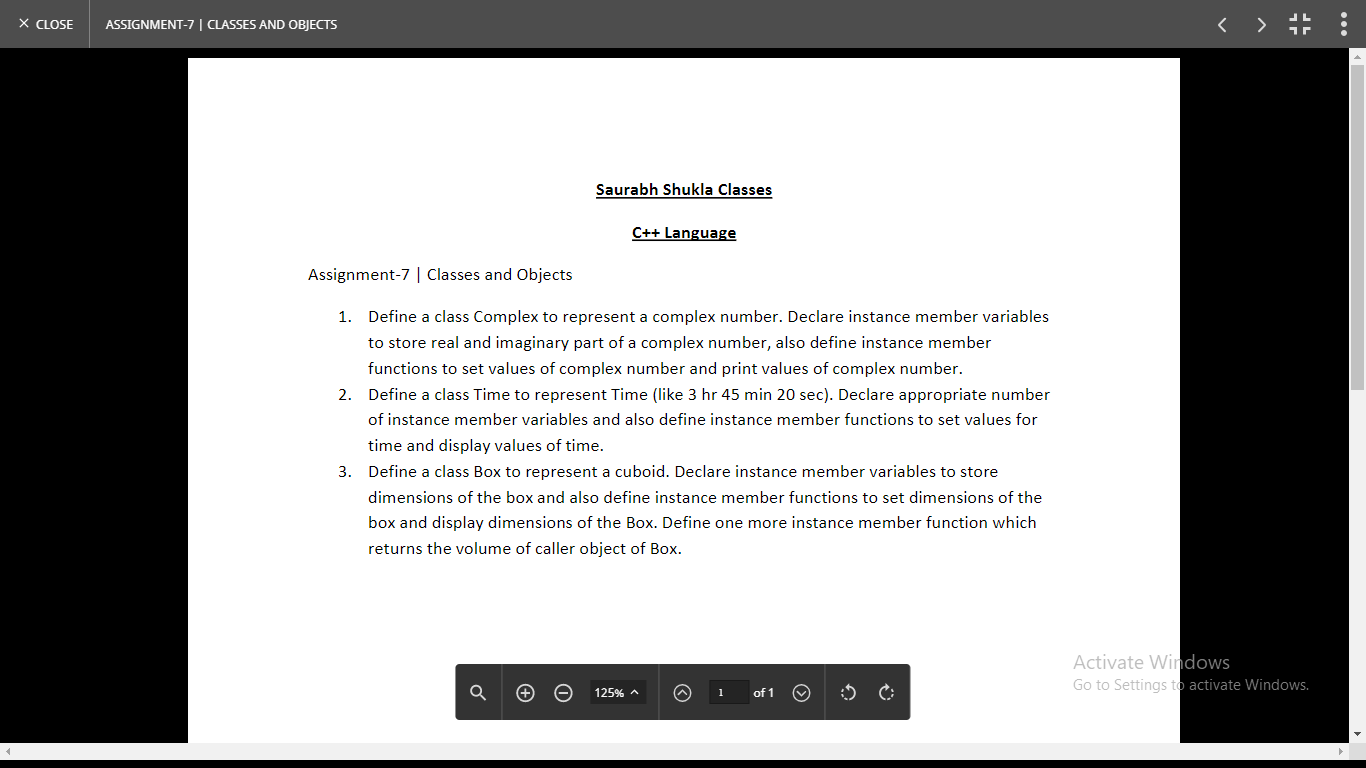 × CLOSE
ASSIGNMENT-7 | CLASSES AND OBJECTS
Saurabh Shukla Classes
C++ Language
Assignment-7 | Classes and Objects
1. Define a class Complex to represent a complex number. Declare instance member variables
to store real and imaginary part of a complex number, also define instance member
functions to set values of complex number and print values of complex number.
2. Define a class Time to represent Time (like 3 hr 45 min 20 sec). Declare appropriate number
of instance member variables and also define instance member functions to set values for
time and display values of time.
3. Define a class Box to represent a cuboid. Declare instance member variables to store
dimensions of the box and also define instance member functions to set dimensions of the
box and display dimensions of the Box. Define one more instance member function which
returns the volume of caller object of Box.
Activate Windows
Go to Settings to activate Windows.
125%
1 of 1